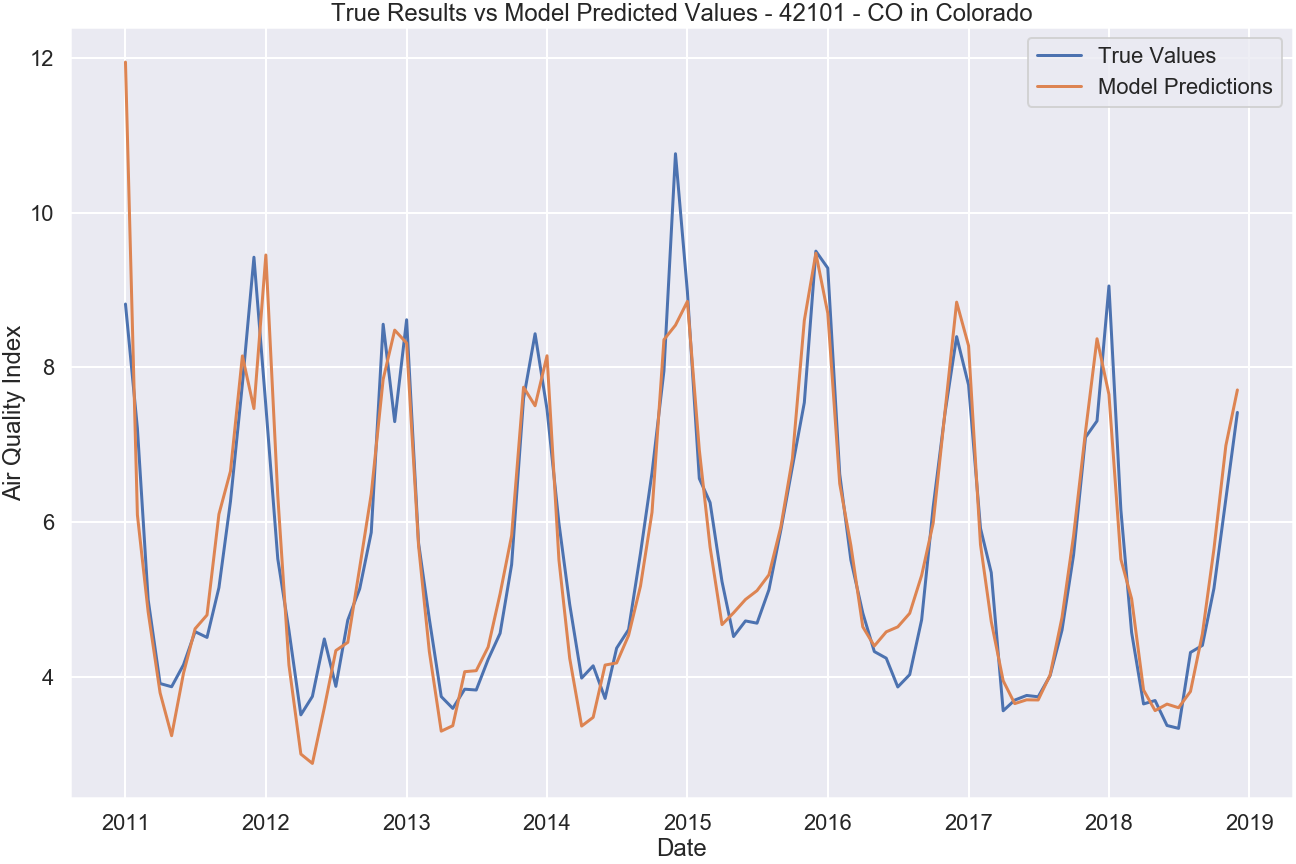 True Results vs Model Predicted Values - 42101 - CO in Colorado
True Values
Model Predictions
Air Quality Index
12
10
8
6
4
2011 2012 2013 2014 2015 2016 2017 2018 2019
Date